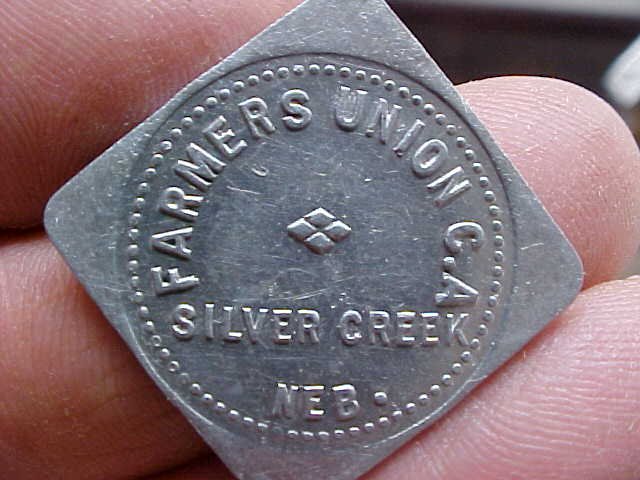 FARMERS UNION C.A
SILVER CREEK
NEB.